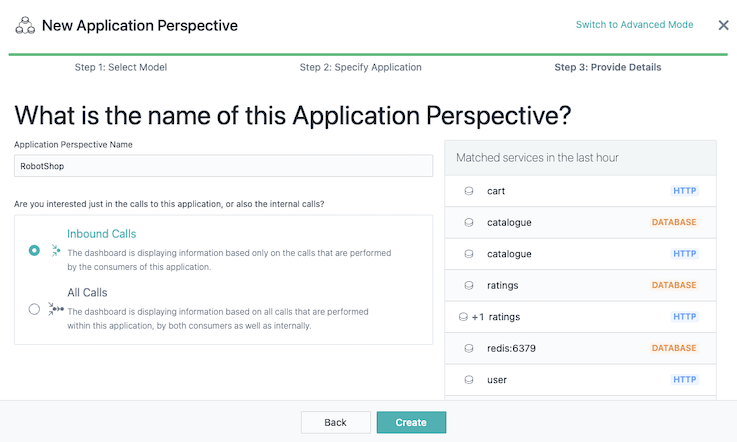 New Application Perspective
Switch to Advanced Mode
Step 1: Select Model
Step 2: Specify Application
Step 3: Provide Details
What is the name of this Application Perspective?
Application Perspective Name
RobotShop
Are you interested just in the calls to this application, or also the internal calls?
Inbound Calls
The dashboard is displaying information based only on the calls that are performed
by the consumers of this application.
All Calls
The dashboard is displaying information based on all calls that are performed
within this application, by both consumers as well as internally.
Matched services in the last hour
cart HTTP
catalogue DATABASE
catalogue HTTP
ratings DATABASE
+1 ratings HTTP
redis:6379 DATABASE
user HTTP
Back
Create